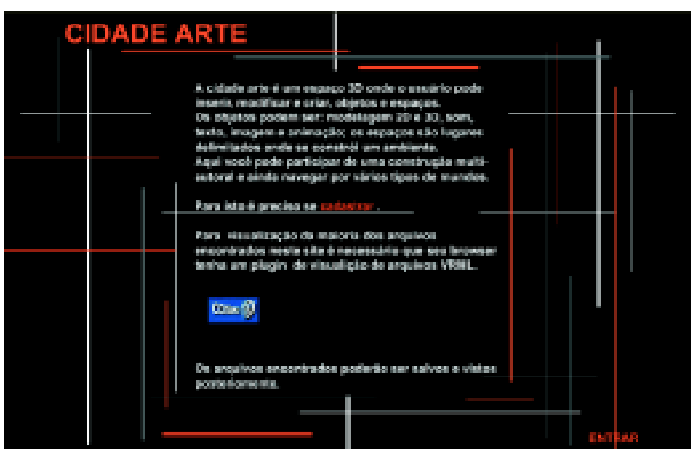 CIDADE ARTE
A cidade arte é um espaço 3D onde o usuário pode
inserir, modificar e criar, objetos e espaços.
Os objetos podem ser: modelagem 2D e 3D, som,
texto, imagem e animação; os espaços são lugares
delimitados onde se constrói um ambiente.
Aqui você pode participar de uma construção multi-
autoral e ainda navegar por vários tipos de mundos.
Para isto é preciso se cadastrar .
Para visualização da maioria dos arquivos
encontrados neste site é necessário que seu browser
tenha um plugin de visualição de arquivos VRML.
Os arquivos encontrados poderão ser salvos e vistos
posteriomente.
ENTRAR